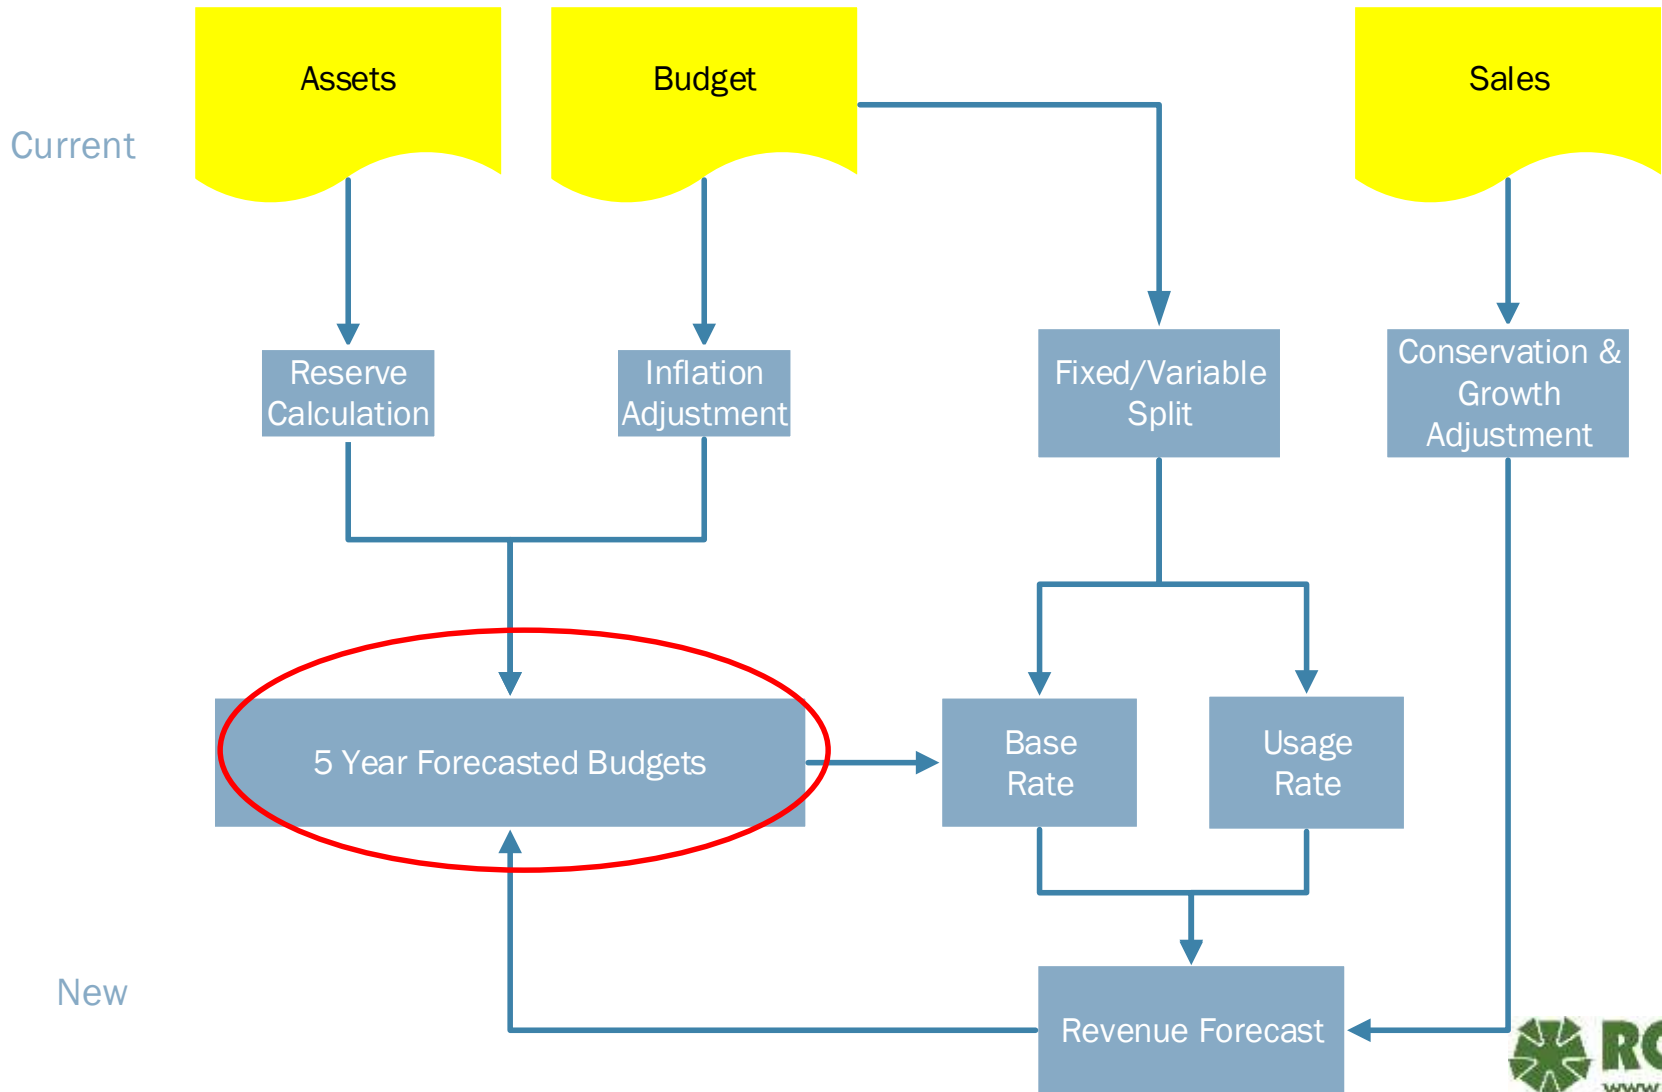 Assets
Budget
Sales
Current
Reserve
Calculation
Inflation
Adjustment
Fixed/Variable
Split
Conservation &
Growth
Adjustment
5 Year Forecasted Budgets
Base
Rate
Usage
Rate
New
Revenue Forecast